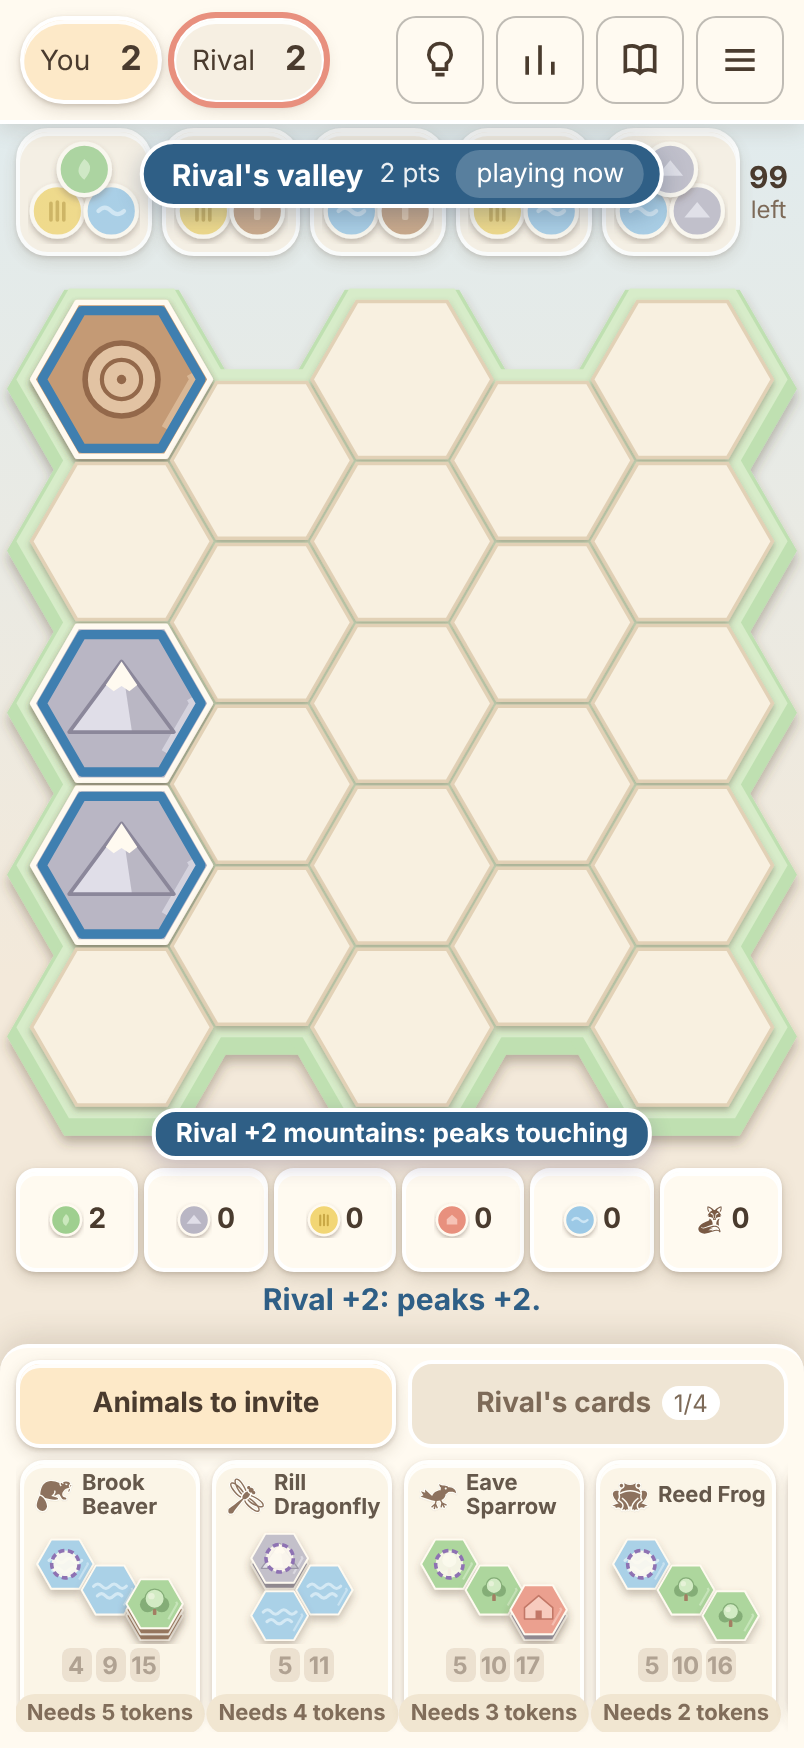 You 2
Rival 2
Rival's valley 2 pts playing now
99
left
Rival +2 mountains: peaks touching
2
0
0
0
0
0
Rival +2: peaks +2.
Animals to invite
Rival's cards 1/4
Brook
Beaver
4 9 15
Needs 5 tokens
Rill
Dragonfly
5 11
Needs 4 tokens
Eave
Sparrow
5 10 17
Needs 3 tokens
Reed Frog
5 10 16
Needs 2 tokens